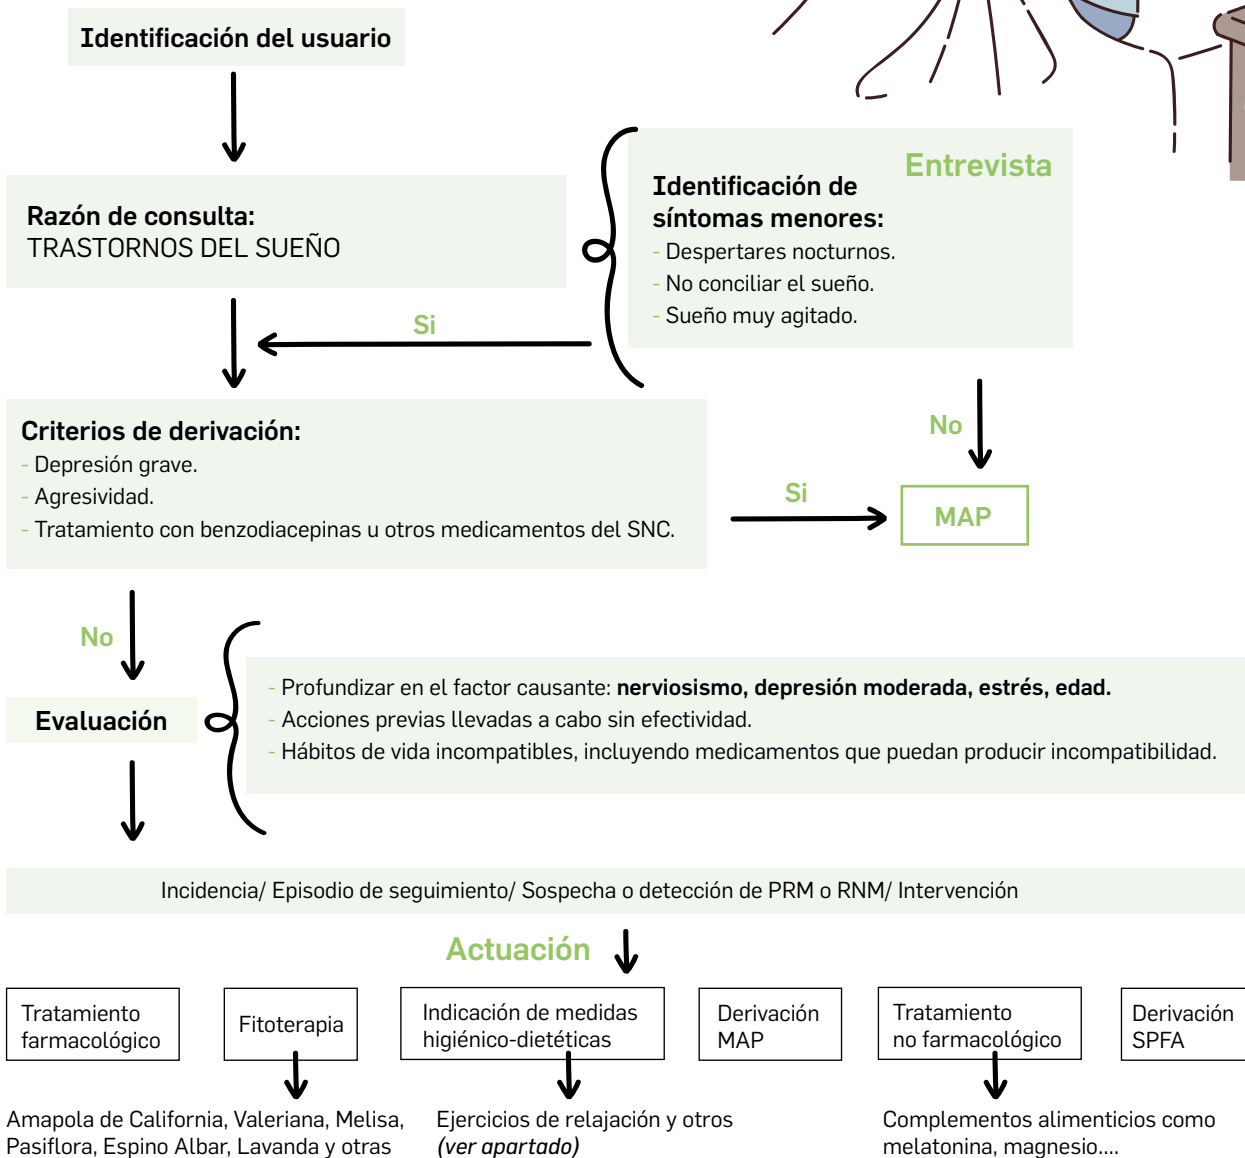 Identificación del usuario
Razón de consulta:
TRASTORNOS DEL SUEÑO
Entrevista
Identificación de
síntomas menores:
- Despertares nocturnos.
- No conciliar el sueño.
- Sueño muy agitado.
Si
No
Criterios de derivación:
- Depresión grave.
- Agresividad.
- Tratamiento con benzodiacepinas u otros medicamentos del SNC.
Si
MAP
No
Evaluación
- Profundizar en el factor causante: nerviosismo, depresión moderada, estrés, edad.
- Acciones previas llevadas a cabo sin efectividad.
- Hábitos de vida incompatibles, incluyendo medicamentos que puedan producir incompatibilidad.
Incidencia/ Episodio de seguimiento/ Sospecha o detección de PRM o RNM/ Intervención
Actuación
Tratamiento
farmacológico
Fitoterapia
Indicación de medidas
higiénico-dietéticas
Derivación
MAP
Tratamiento
no farmacológico
Derivación
SPFA
Amapola de California, Valeriana, Melisa,
Pasiflora, Espino Albar, Lavanda y otras
Ejercicios de relajación y otros
(ver apartado)
Complementos alimenticios como
melatonina, magnesio....